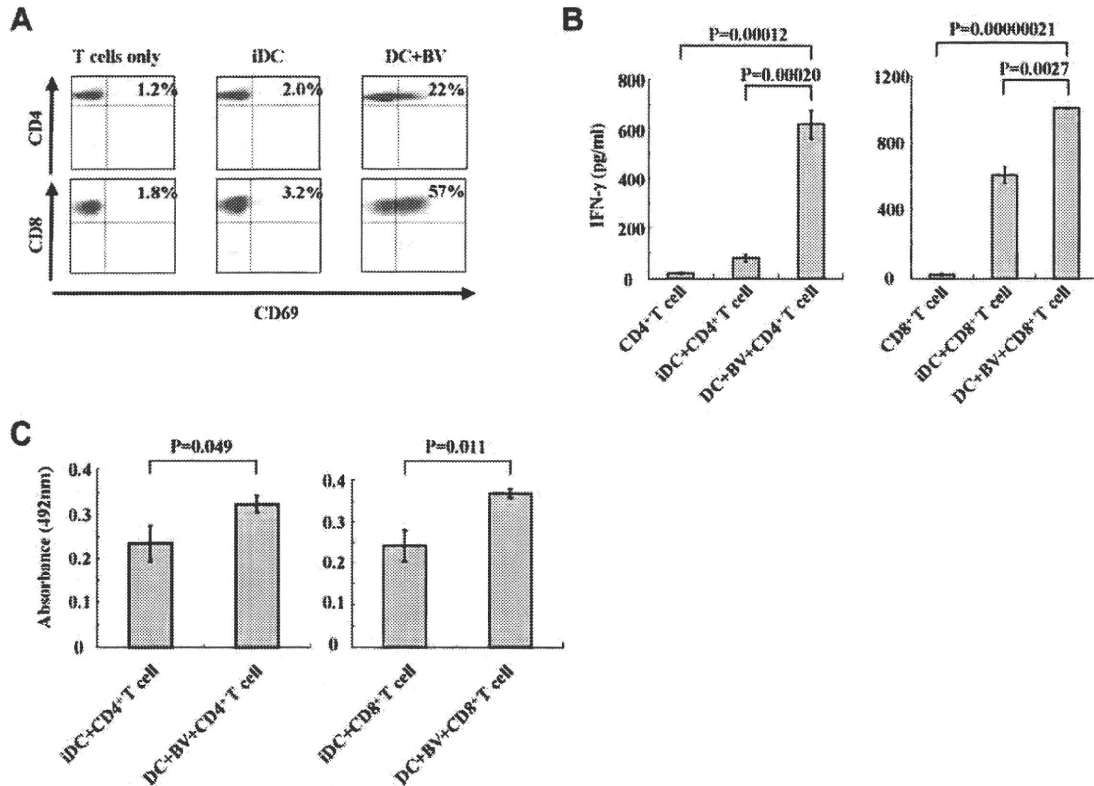 A
T cells only iDC DC+BV
CD4
1.2% 2.0% 22%
CD8
1.8% 3.2% 57%
CD69
B
P=0.00012
P=0.00020
IFN-γ (pg/ml)
800
600
400
200
0
CD4⁺T cell
iDC+CD4⁺T cell
DC+BV+CD4⁺T cell
P=0.00000021
P=0.0027
1200
800
400
0
CD8⁺T cell
iDC+CD8⁺T cell
DC+BV+CD8⁺T cell
C
P=0.049
Absorbance (492nm)
0.4
0.3
0.2
0.1
0
iDC+CD4⁺T cell
DC+BV+CD4⁺T cell
P=0.011
0.4
0.3
0.2
0.1
0
iDC+CD8⁺T cell
DC+BV+CD8⁺T cell